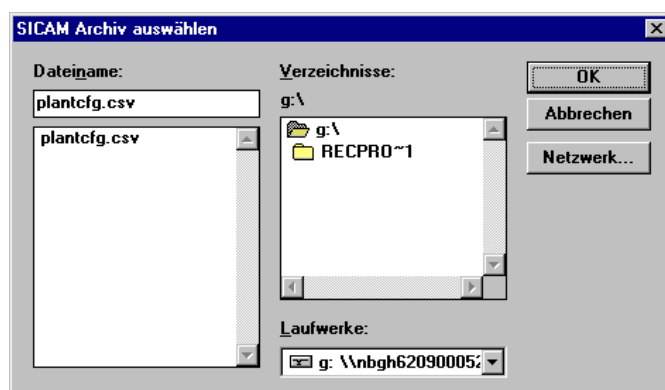 SICAM Archiv auswählen
Dateiname:
plantcfg.csv
plantcfg.csv
Verzeichnisse:
g:\
g:\
RECPRO~1
Laufwerke:
g: \\nbgh62090005
OK
Abbrechen
Netzwerk...